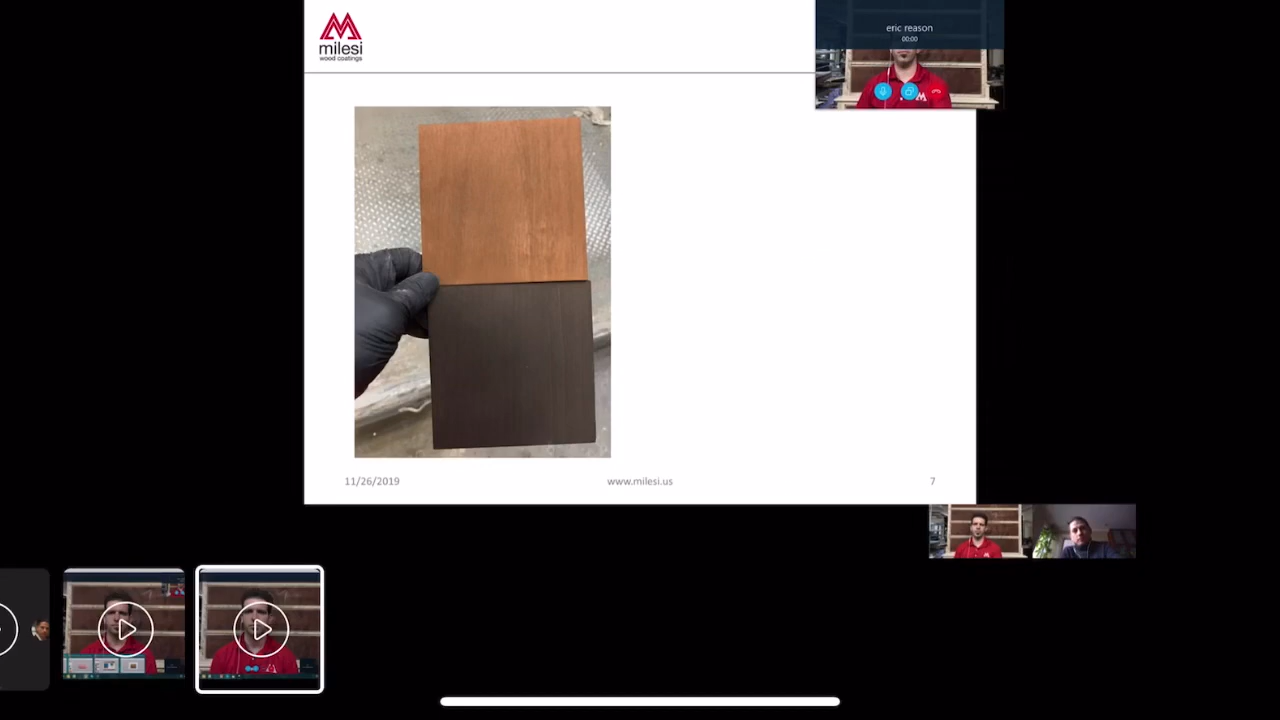 milesi
wood coatings
eric reason
00:00
11/26/2019
www.milesi.us
7